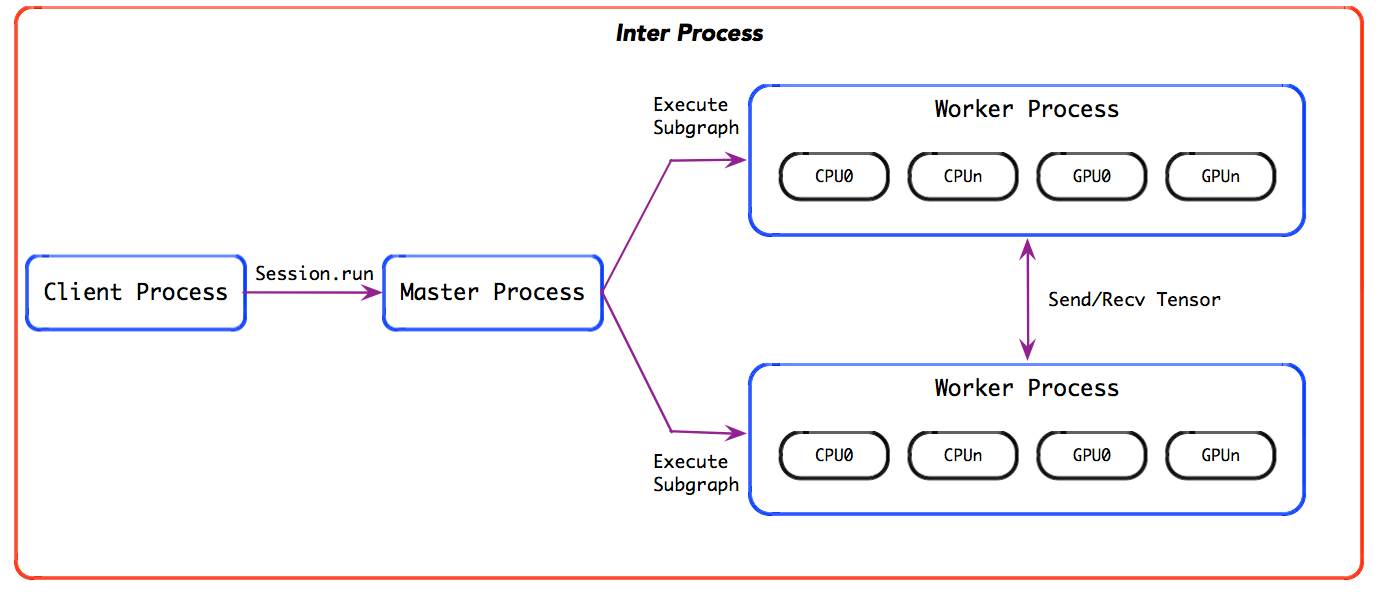 Inter Process
Execute
Subgraph
Worker Process
CPU0
CPUn
GPU0
GPUn
Client Process
Session.run
Master Process
Send/Recv Tensor
Execute
Subgraph
Worker Process
CPU0
CPUn
GPU0
GPUn